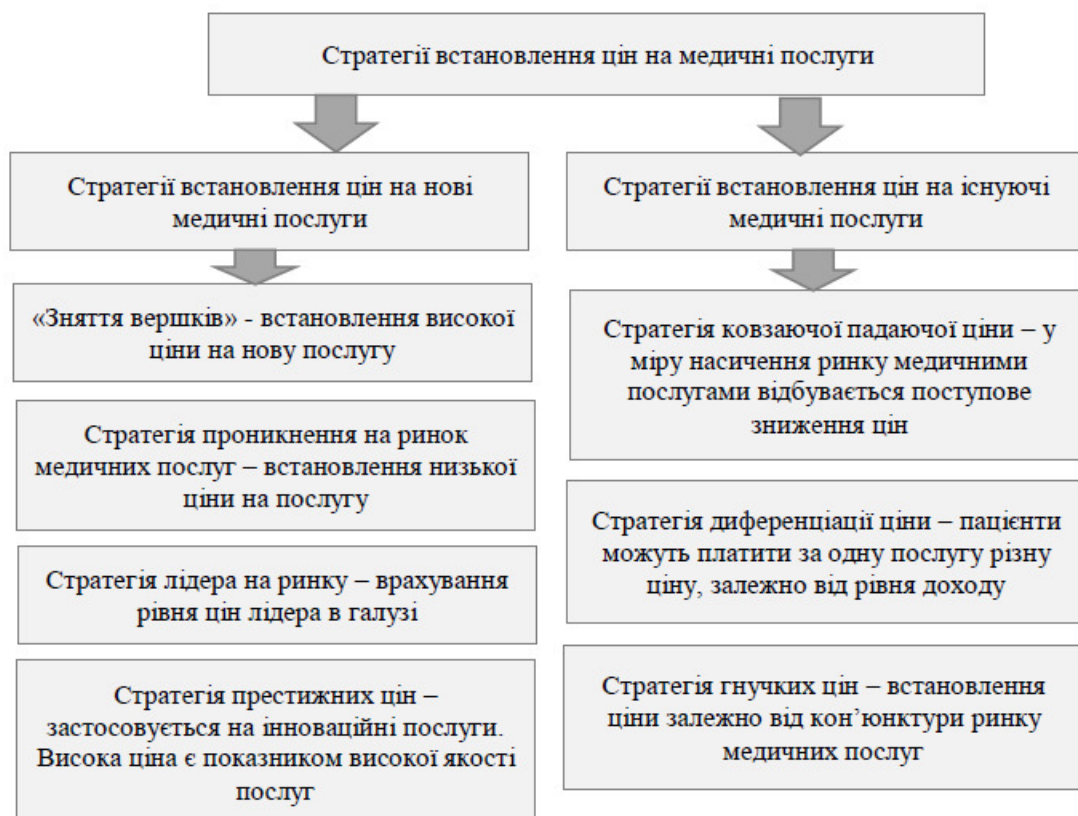 Стратегії встановлення цін на медичні послуги
Стратегії встановлення цін на нові
медичні послуги
«Зняття вершків» - встановлення високої
ціни на нову послугу
Стратегія проникнення на ринок
медичних послуг – встановлення низької
ціни на послугу
Стратегія лідера на ринку – врахування
рівня цін лідера в галузі
Стратегія престижних цін –
застосовується на інноваційні послуги.
Висока ціна є показником високої якості
послуг
Стратегії встановлення цін на існуючі
медичні послуги
Стратегія ковзаючої падаючої ціни – у
міру насичення ринку медичними
послугами відбувається поступове
зниження цін
Стратегія диференціації ціни – пацієнти
можуть платити за одну послугу різну
ціну, залежно від рівня доходу
Стратегія гнучких цін – встановлення
ціни залежно від кон’юнктури ринку
медичних послуг